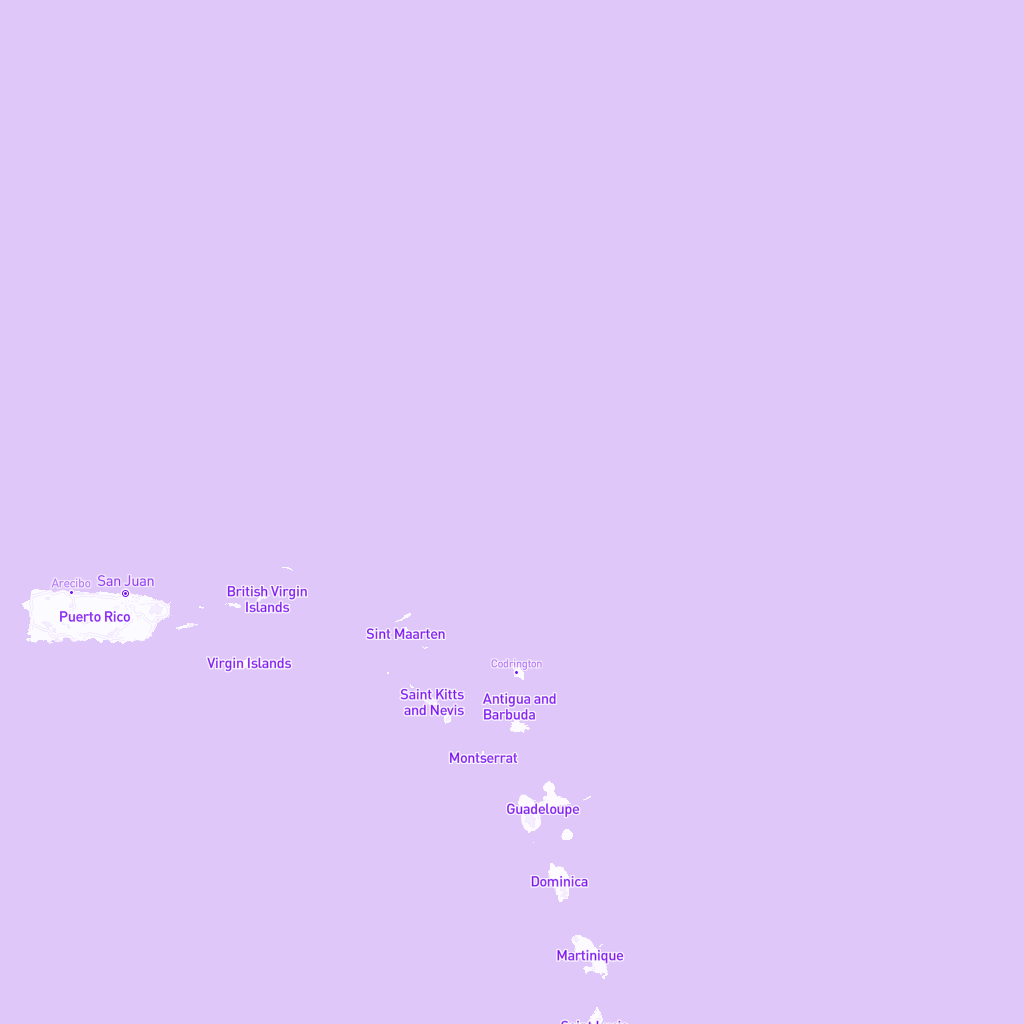 Arecibo
San Juan
Puerto Rico
British Virgin
Islands
Virgin Islands
Sint Maarten
Codrington
Saint Kitts
and Nevis
Antigua and
Barbuda
Montserrat
Guadeloupe
Dominica
Martinique